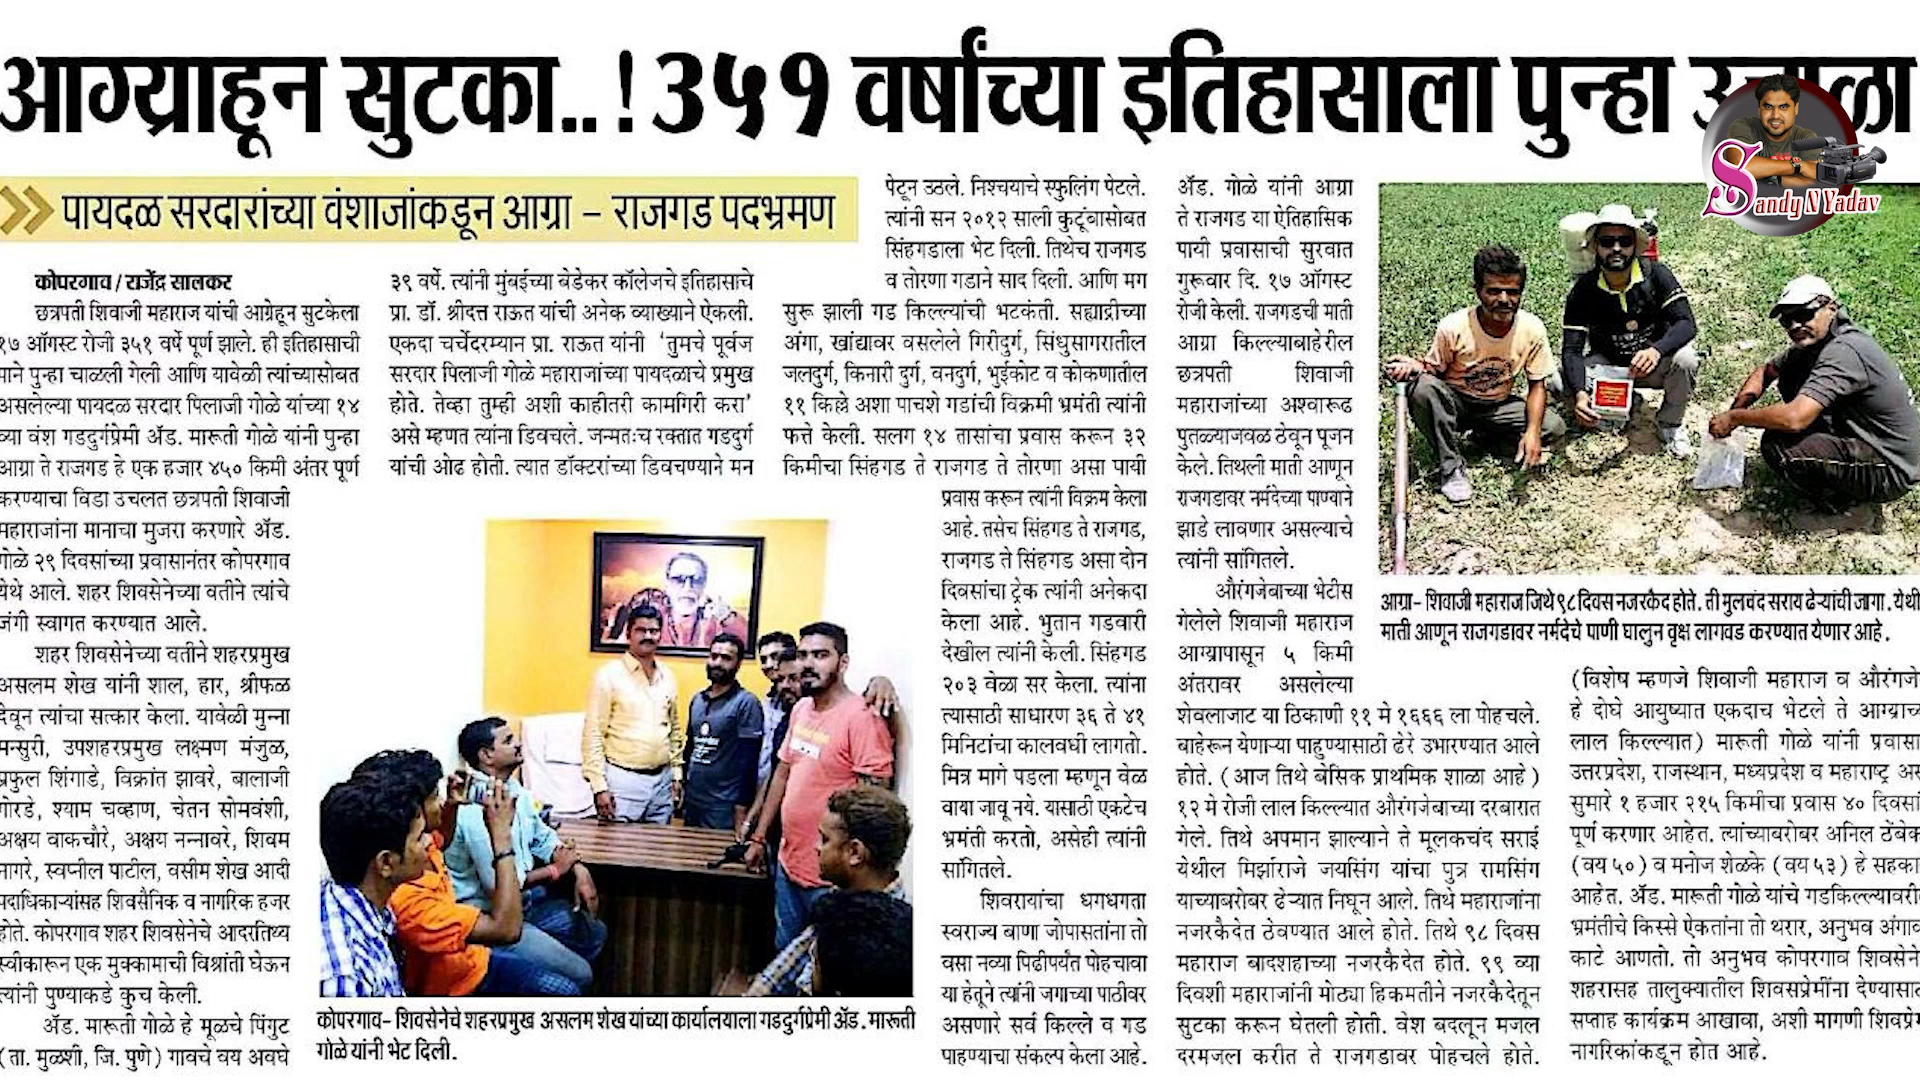 आग्र्याहून सुटका..! ३५१ वर्षांच्या इतिहासाला पुन्हा
पायदळ सरदारांच्या वंशाजांकडून आग्रा – राजगड पदभ्रमण
कोपरगाव / राजेंद्र सालकर
छत्रपती शिवाजी महाराज यांची आग्रेहून सुटकेला
१७ ऑगस्ट रोजी ३५१ वर्षे पूर्ण झाले. ही इतिहासाची
पाने पुन्हा चाळली गेली आणि यावेळी त्यांच्यासोबत
असलेल्या पायदळ सरदार पिलाजी गोळे यांच्या १४
व्या वंश गडदुर्गप्रेमी अ‍ॅड. मारूती गोळे यांनी पुन्हा
आग्रा ते राजगड हे एक हजार ४५० किमी अंतर पूर्ण
करण्याचा विडा उचलत छत्रपती शिवाजी
महाराजांना मानाचा मुजरा करणारे अ‍ॅड.
गोळे २९ दिवसांच्या प्रवासानंतर कोपरगाव
येथे आले. शहर शिवसेनेच्या वतीने त्यांचे
जंगी स्वागत करण्यात आले.
शहर शिवसेनेच्या वतीने शहरप्रमुख
असलम शेख यांनी शाल, हार, श्रीफळ
देवून त्यांचा सत्कार केला. यावेळी मुन्ना
मन्सुरी, उपशहरप्रमुख लक्ष्मण मंजुळ,
प्रफुल शिंगाडे, विक्रांत झावरे, बालाजी
गोरडे, श्याम चव्हाण, चेतन सोमवंशी,
अक्षय वाकचौरे, अक्षय नन्नावरे, शिवम
नागरे, स्वप्नील पाटील, वसीम शेख आदी
पदाधिकाऱ्यांसह शिवसैनिक व नागरिक हजर
होते. कोपरगाव शहर शिवसेनेचे आदरतिथ्य
स्वीकारून एक मुक्कामाची विश्रांती घेऊन
त्यांनी पुण्याकडे कुच केली.
अ‍ॅड. मारूती गोळे हे मूळचे पिंगुट
(ता. मुळशी, जि. पुणे) गावचे वय अवघे
३९ वर्षे. त्यांनी मुंबईच्या बेडेकर कॉलेजचे इतिहासाचे
प्रा. डॉ. श्रीदत्त राऊत यांची अनेक व्याख्याने ऐकली.
एकदा चर्चेदरम्यान प्रा. राऊत यांनी 'तुमचे पूर्वज
सरदार पिलाजी गोळे महाराजांच्या पायदळाचे प्रमुख
होते. तेव्हा तुम्ही अशी काहीतरी कामगिरी करा'
असे म्हणत त्यांना डिवचले. जन्मतःच रक्तात गडदुर्ग
यांची ओढ होती. त्यात डॉक्टरांच्या डिवचण्याने मन
पेटून उठले. निश्चयाचे स्फुलिंग पेटले.
त्यांनी सन २०१२ साली कुटूंबासोबत
सिंहगडाला भेट दिली. तिथेच राजगड
व तोरणा गडाने साद दिली. आणि मग
सुरू झाली गड किल्ल्यांची भटकंती. सह्याद्रीच्या
अंगा, खांद्यावर वसलेले गिरीदुर्ग, सिंधुसागरातील
जलदुर्ग, किनारी दुर्ग, वनदुर्ग, भुईकोट व कोकणातील
११ किल्ले अशा पाचशे गडांची विक्रमी भ्रमंती त्यांनी
फत्ते केली. सलग १४ तासांचा प्रवास करून ३२
किमीचा सिंहगड ते राजगड ते तोरणा असा पायी
प्रवास करून त्यांनी विक्रम केला
आहे. तसेच सिंहगड ते राजगड,
राजगड ते सिंहगड असा दोन
दिवसांचा ट्रेक त्यांनी अनेकदा
केला आहे. भुतान गडवारी
देखील त्यांनी केली. सिंहगड
२०३ वेळा सर केला. त्यांना
त्यासाठी साधारण ३६ ते ४१
मिनिटांचा कालवधी लागतो.
मित्र मागे पडला म्हणून वेळ
वाया जावू नये. यासाठी एकटेच
भ्रमंती करतो, असेही त्यांनी
सांगितले.
शिवरायांचा धगधगता
स्वराज्य बाणा जोपासतांना तो
वसा नव्या पिढीपर्यंत पोहचावा
या हेतूने त्यांनी जगाच्या पाठीवर
असणारे सर्व किल्ले व गड
पाहण्याचा संकल्प केला आहे.
अ‍ॅड. गोळे यांनी आग्रा
ते राजगड या ऐतिहासिक
पायी प्रवासाची सुरवात
गुरूवार दि. १७ ऑगस्ट
रोजी केली. राजगडची माती
आग्रा किल्ल्याबाहेरील
छत्रपती शिवाजी
महाराजांच्या अश्वारूढ
पुतळ्याजवळ ठेवून पूजन
केले. तिथली माती आणून
राजगडावर नर्मदेच्या पाण्याने
झाडे लावणार असल्याचे
त्यांनी सांगितले.
औरंगजेबाच्या भेटीस
गेलेले शिवाजी महाराज
आग्र्यापासून ५ किमी
अंतरावर असलेल्या
शेवलाजाट या ठिकाणी ११ मे १६६६ ला पोहचले.
बाहेरून येणाऱ्या पाहुण्यासाठी ढेरे उभारण्यात आले
होते. (आज तिथे बेसिक प्राथमिक शाळा आहे)
१२ मे रोजी लाल किल्ल्यात औरंगजेबाच्या दरबारात
गेले. तिथे अपमान झाल्याने ते मूलकचंद सराई
येथील मिर्झाराजे जयसिंग यांचा पुत्र रामसिंग
याच्याबरोबर ढेऱ्यात निघून आले. तिथे महाराजांना
नजरकैदेत ठेवण्यात आले होते. तिथे ९८ दिवस
महाराज बादशहाच्या नजरकैदेत होते. ९९ व्या
दिवशी महाराजांनी मोठ्या हिकमतीने नजरकैदेतून
सुटका करून घेतली होती. वेश बदलून मजल
दरमजल करीत ते राजगडावर पोहचले होते.
आग्रा- शिवाजी महाराज जिथे ९८ दिवस नजरकैद होते. ती मुलचंद सराय ढेऱ्यांची जागा. येथी
माती आणून राजगडावर नर्मदेचे पाणी घालुन वृक्ष लागवड करण्यात येणार आहे.
(विशेष म्हणजे शिवाजी महाराज व औरंगजे
हे दोघे आयुष्यात एकदाच भेटले ते आग्र्याच्
लाल किल्ल्यात) मारूती गोळे यांनी प्रवासा
उत्तरप्रदेश, राजस्थान, मध्यप्रदेश व महाराष्ट्र अस
सुमारे १ हजार २१५ किमीचा प्रवास ४० दिवसां
पूर्ण करणार आहेत. त्यांच्याबरोबर अनिल ठेंबेक
(वय ५०) व मनोज शेळके (वय ५३) हे सहका
आहेत. अ‍ॅड. मारूती गोळे यांचे गडकिल्ल्यावरी
भ्रमंतीचे किस्से ऐकतांना तो थरार, अनुभव अंगाव
काटे आणतो. तो अनुभव कोपरगाव शिवसेने
शहरासह तालुक्यातील शिवप्रेमींना देण्यासा
सप्ताह कार्यक्रम आखावा, अशी मागणी शिवप्रे
नागरिकांकडून होत आहे.
कोपरगाव- शिवसेनेचे शहरप्रमुख असलम शेख यांच्या कार्यालयाला गडदुर्गप्रेमी अ‍ॅड. मारूती
गोळे यांनी भेट दिली.
Sandy N Yadav